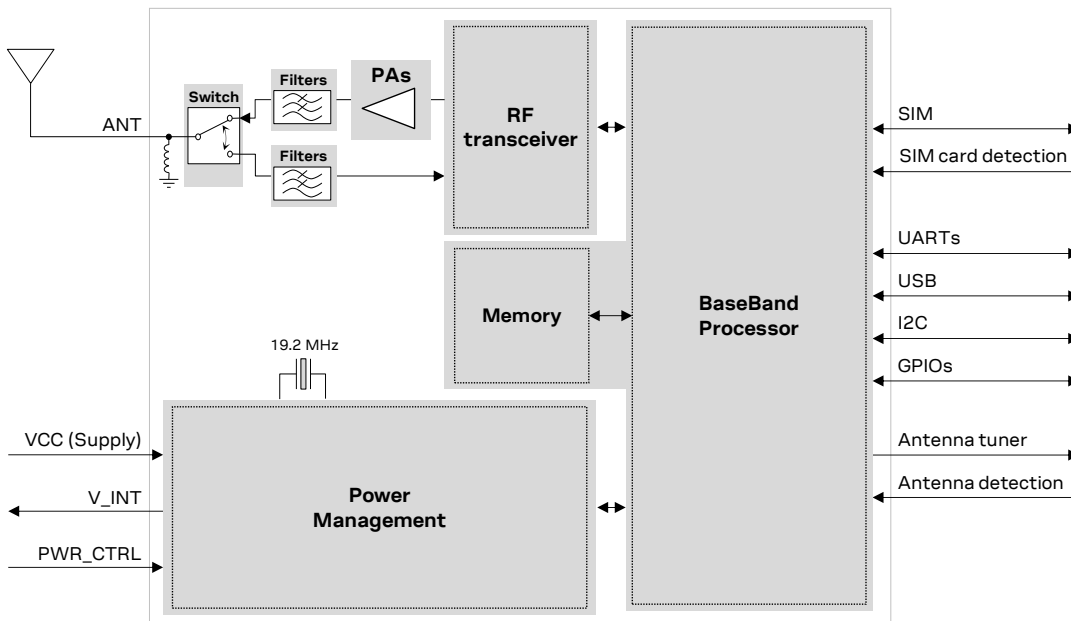 ANT
Switch
Filters
Filters
PAs
RF
transceiver
Memory
BaseBand
Processor
19.2 MHz
Power
Management
VCC (Supply)
V_INT
PWR_CTRL
SIM
SIM card detection
UARTs
USB
I2C
GPIOs
Antenna tuner
Antenna detection